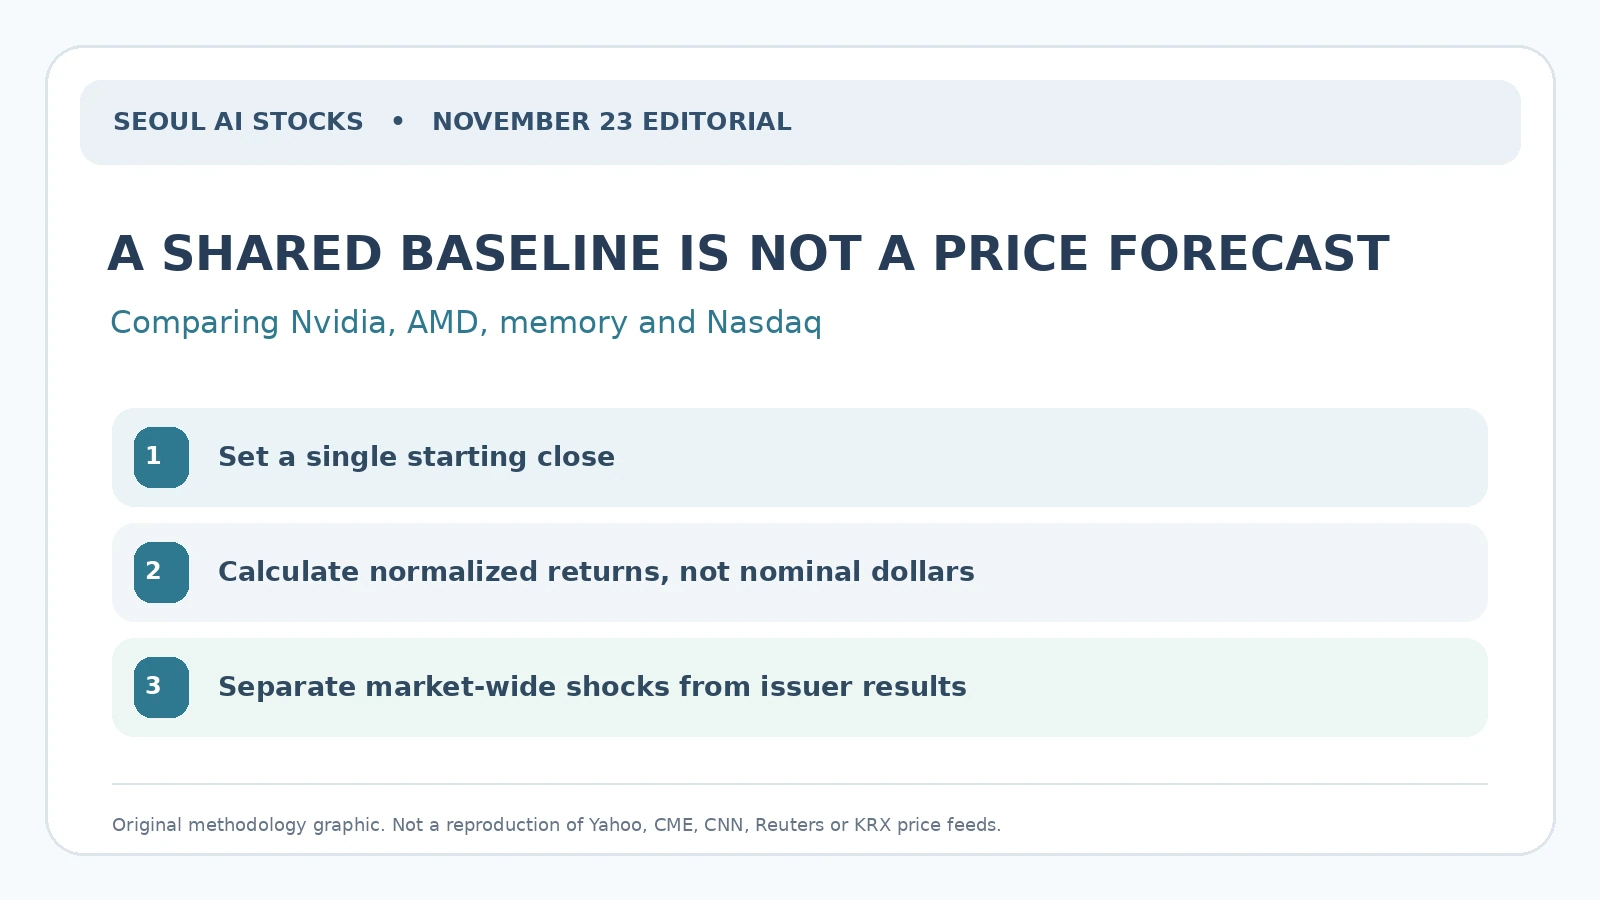 SEOUL AI STOCKS • NOVEMBER 23 EDITORIAL
A SHARED BASELINE IS NOT A PRICE FORECAST
Comparing Nvidia, AMD, memory and Nasdaq
1 Set a single starting close
2 Calculate normalized returns, not nominal dollars
3 Separate market-wide shocks from issuer results
Original methodology graphic. Not a reproduction of Yahoo, CME, CNN, Reuters or KRX price feeds.